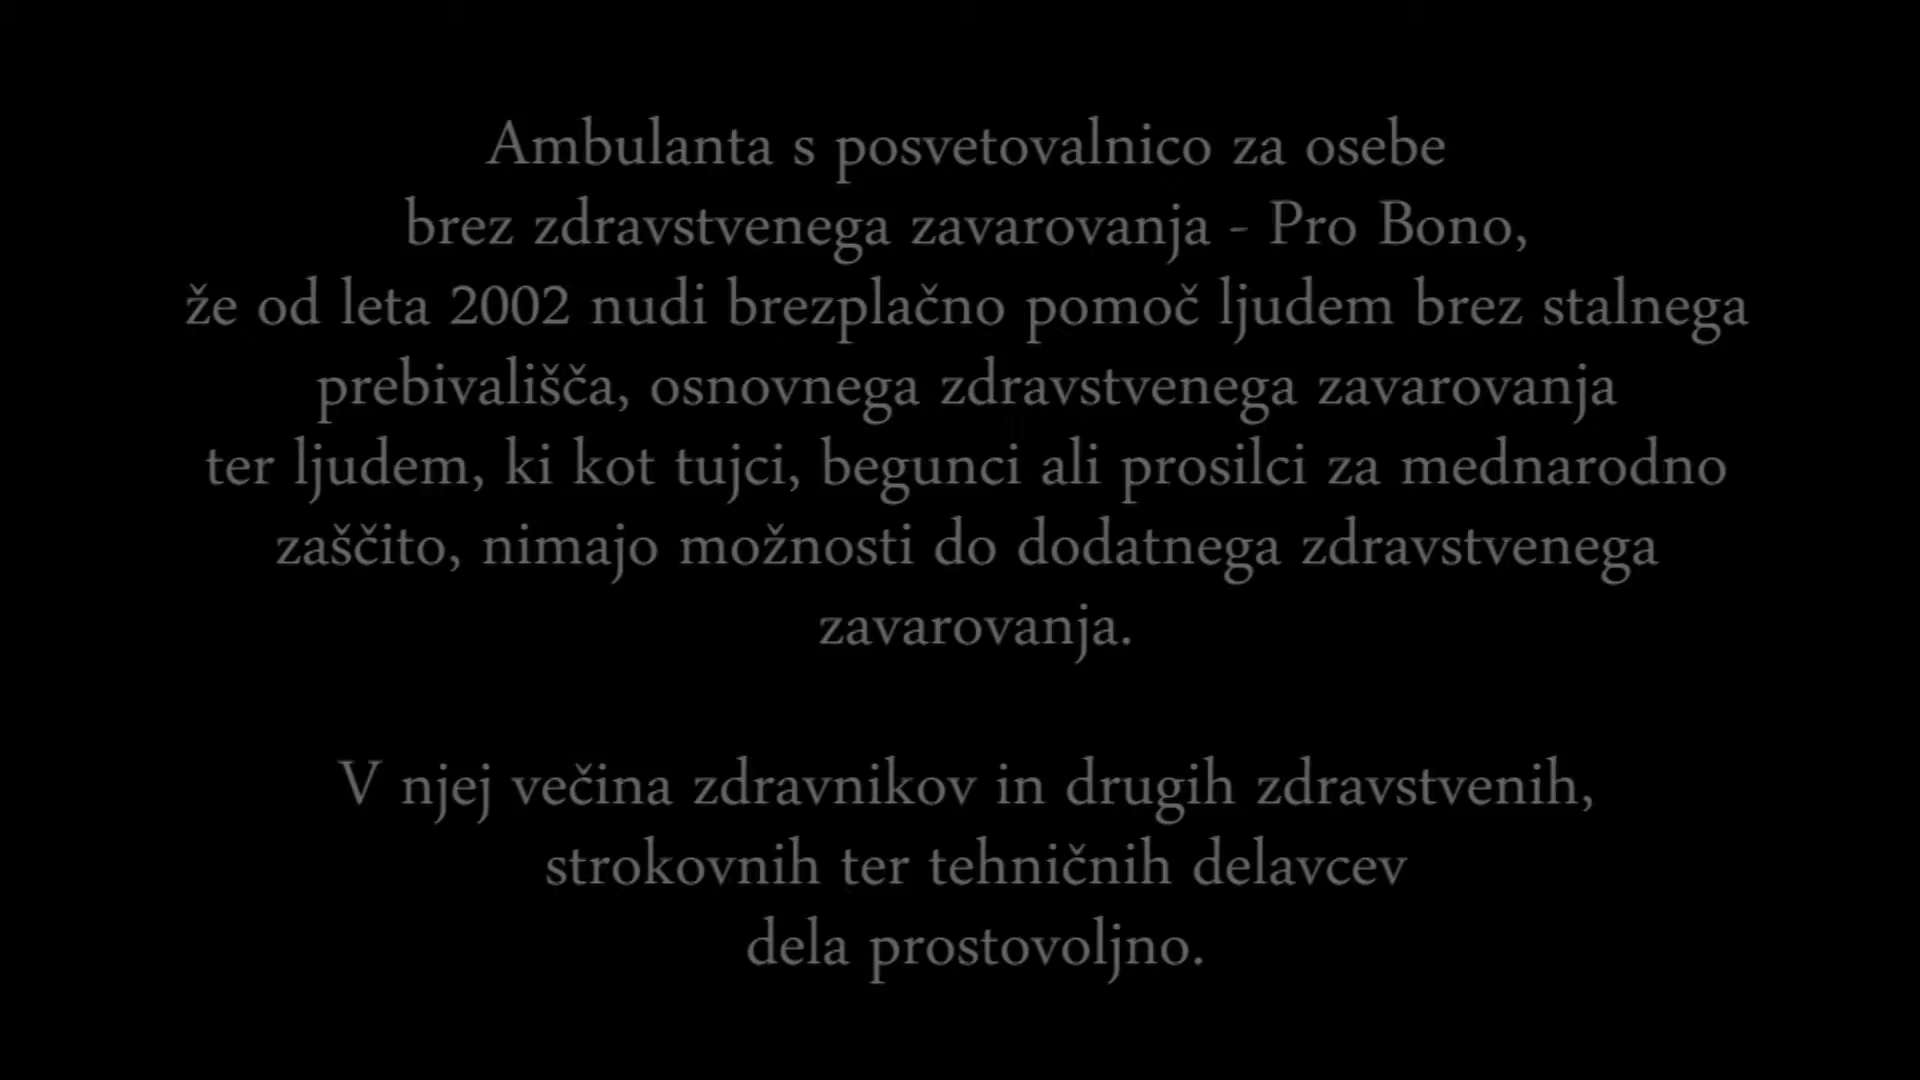 Ambulanta s posvetovalnico za osebe
brez zdravstvenega zavarovanja - Pro Bono,
že od leta 2002 nudi brezplačno pomoč ljudem brez stalnega
prebivališča, osnovnega zdravstvenega zavarovanja
ter ljudem, ki kot tujci, begunci ali prosilci za mednarodno
zaščito, nimajo možnosti do dodatnega zdravstvenega
zavarovanja.
V njej večina zdravnikov in drugih zdravstvenih,
strokovnih ter tehničnih delavcev
dela prostovoljno.